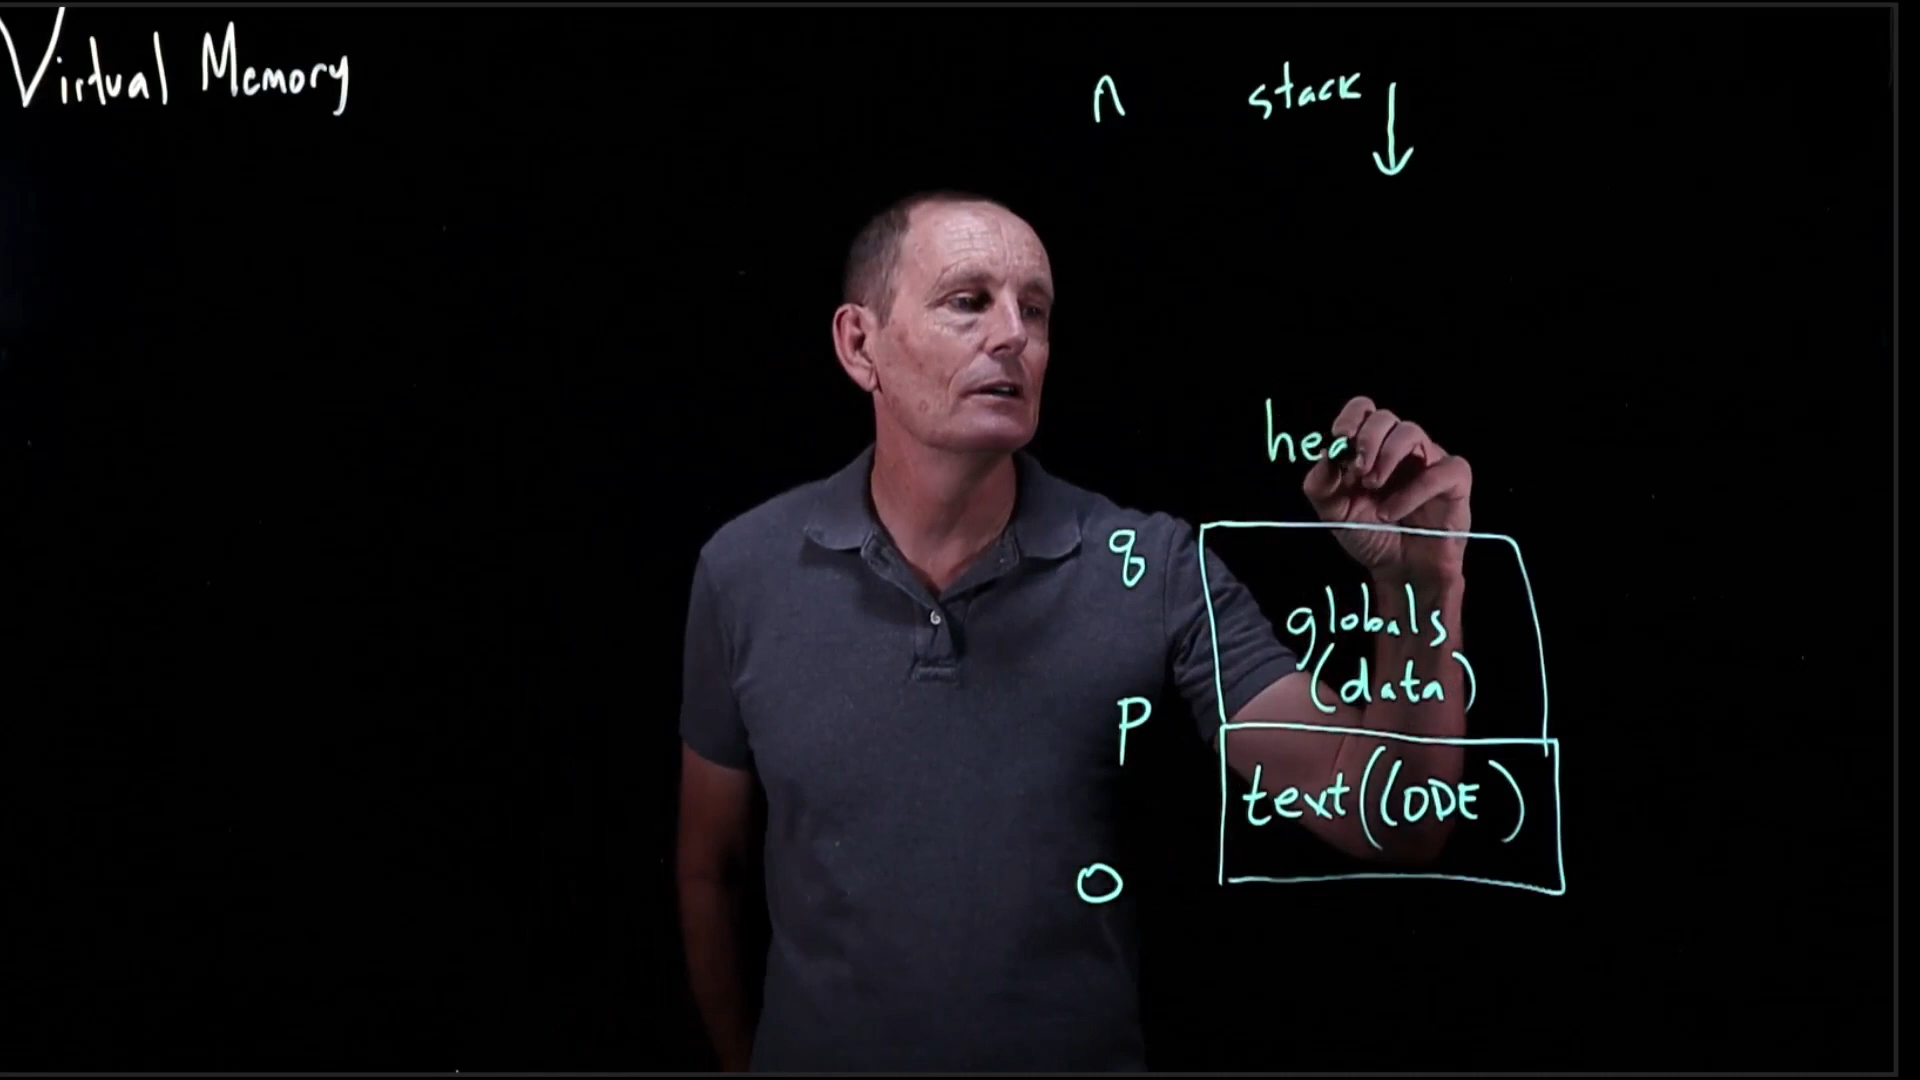 Virtual Memory
n stack
hea
q
globals
(data)
p
text (CODE)
0